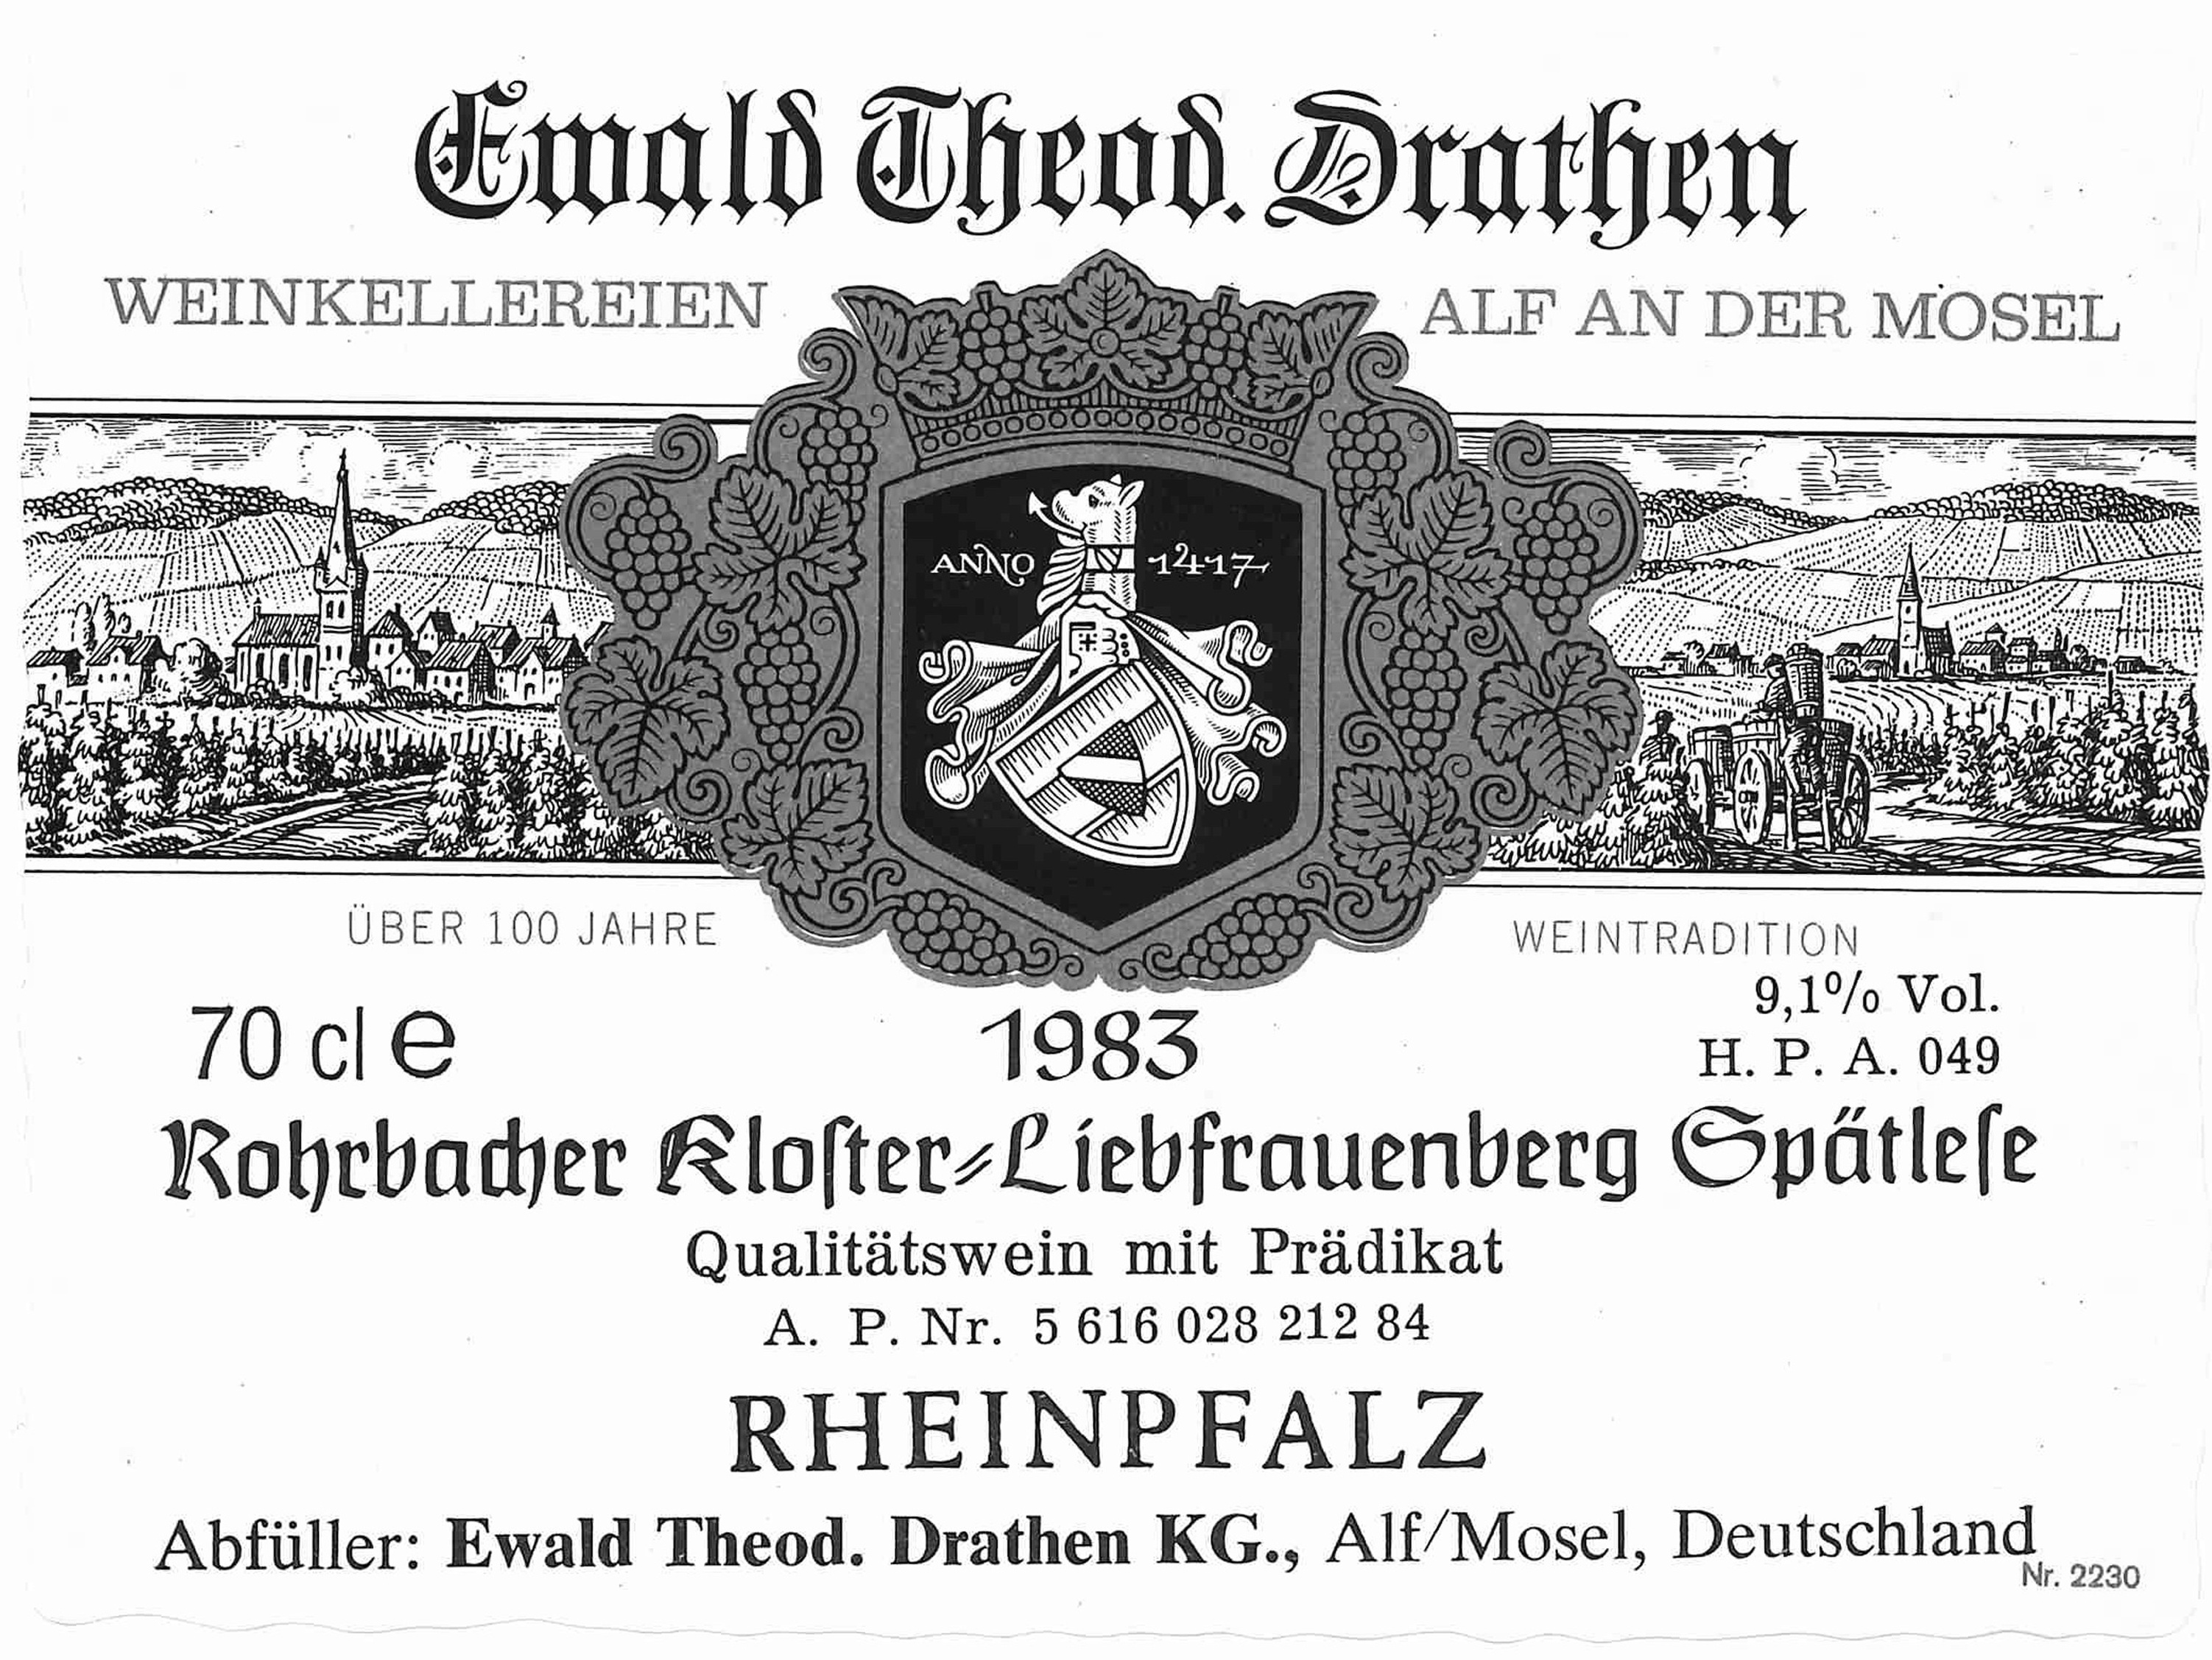 Ewald Theod. Drathen
WEINKELLEREIEN ALF AN DER MOSEL
ANNO 1417
ÜBER 100 JAHRE WEINTRADITION
9,1% Vol.
70 cl e 1983
H. P. A. 049
Rohrbacher Kloſter-Liebfrauenberg Spätleſe
Qualitätswein mit Prädikat
A. P. Nr. 5 616 028 212 84
RHEINPFALZ
Abfüller: Ewald Theod. Drathen KG., Alf/Mosel, Deutschland
Nr. 2230